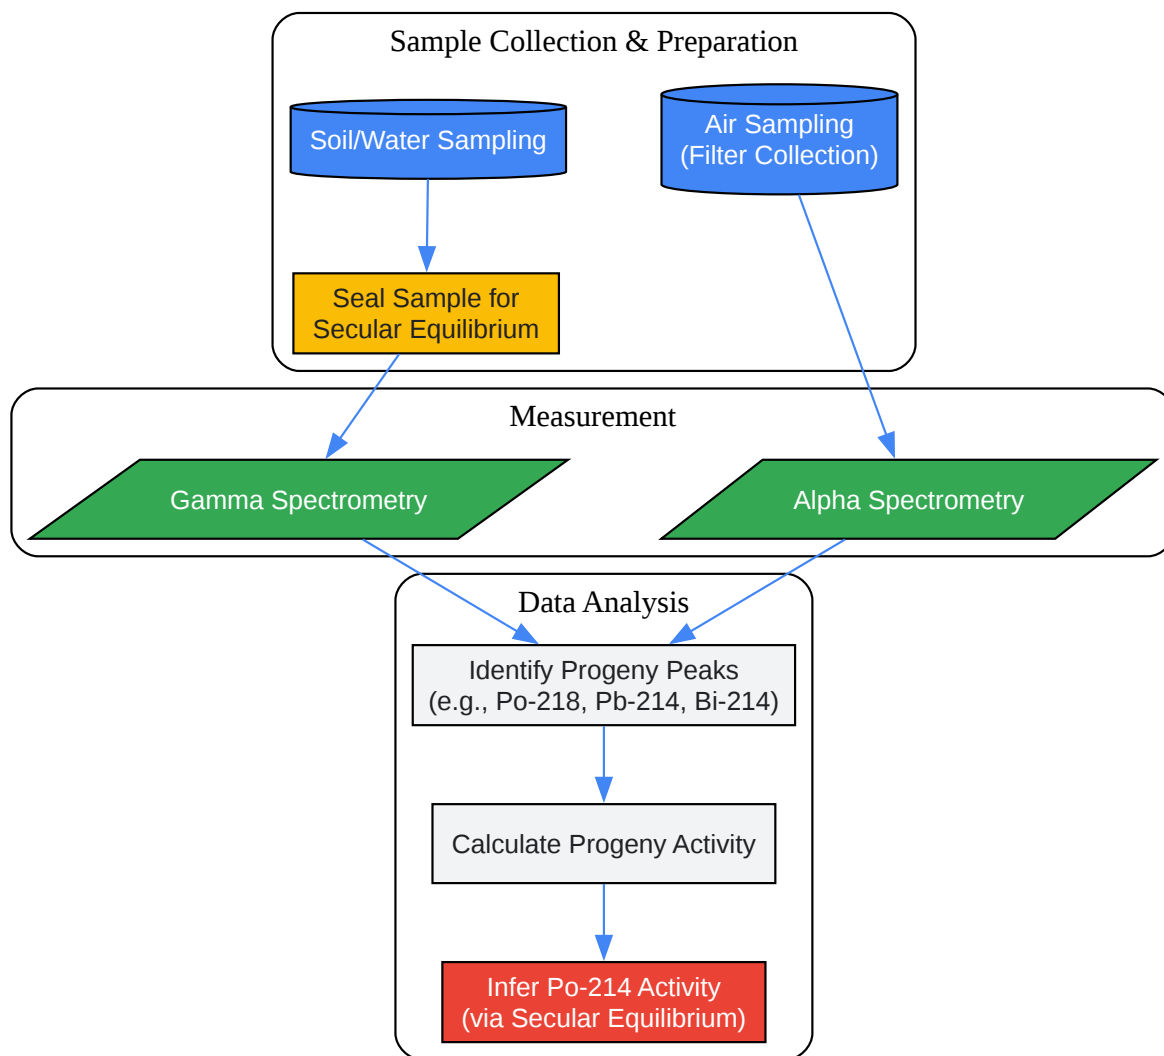 Sample Collection & Preparation
Soil/Water Sampling
Air Sampling
(Filter Collection)
Seal Sample for
Secular Equilibrium
Measurement
Gamma Spectrometry
Alpha Spectrometry
Data Analysis
Identify Progeny Peaks
(e.g., Po-218, Pb-214, Bi-214)
Calculate Progeny Activity
Infer Po-214 Activity
(via Secular Equilibrium)